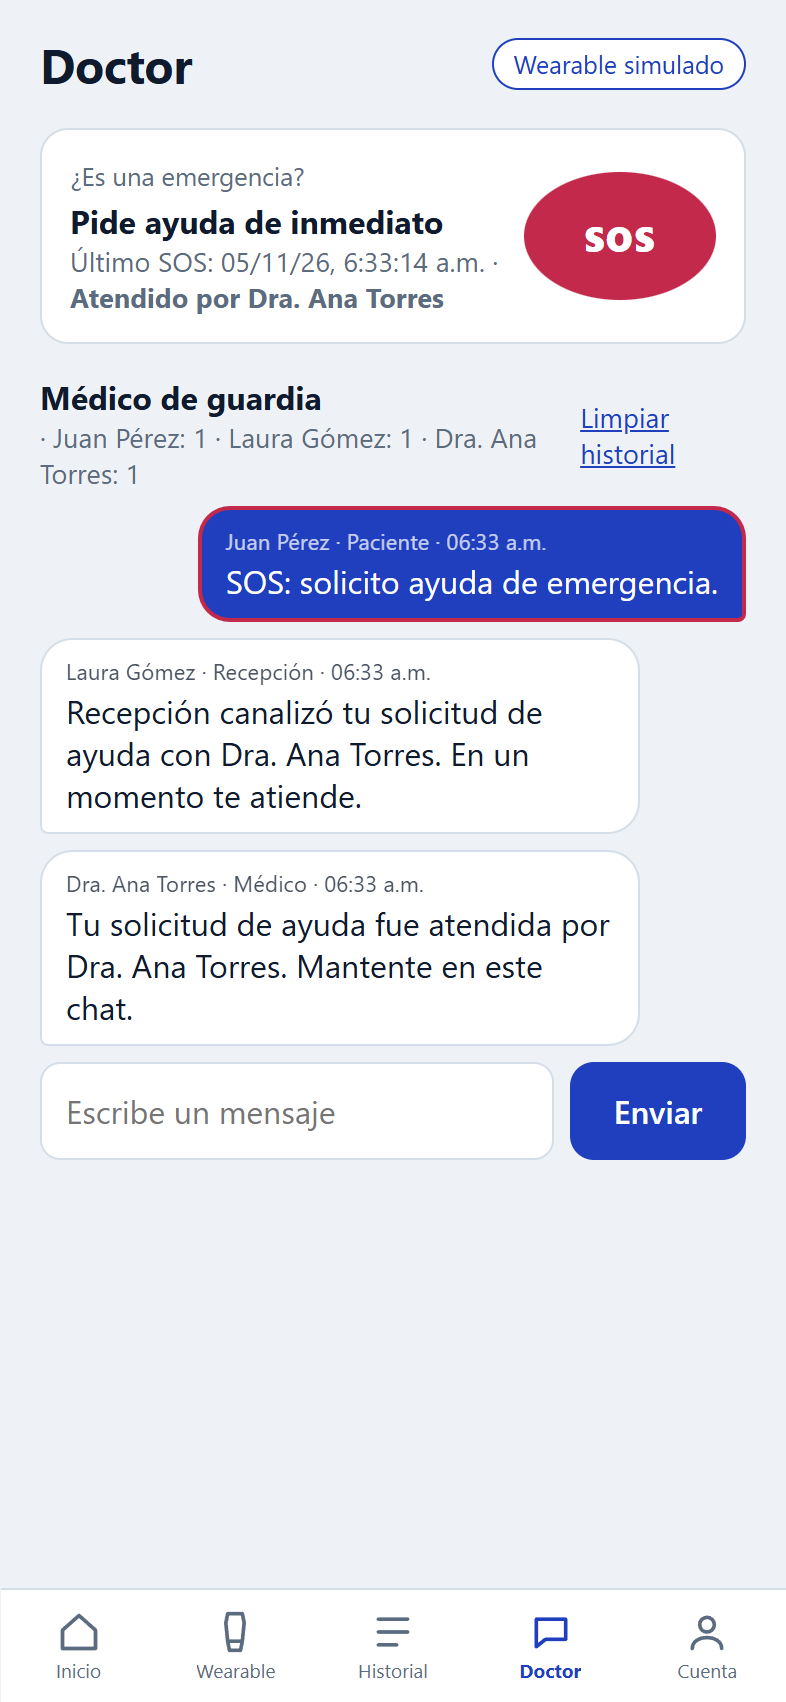 Doctor
Wearable simulado
¿Es una emergencia?
Pide ayuda de inmediato
Último SOS: 05/11/26, 6:33:14 a.m. ·
Atendido por Dra. Ana Torres
SOS
Médico de guardia
· Juan Pérez: 1 · Laura Gómez: 1 · Dra. Ana
Torres: 1
Limpiar
historial
Juan Pérez · Paciente · 06:33 a.m.
SOS: solicito ayuda de emergencia.
Laura Gómez · Recepción · 06:33 a.m.
Recepción canalizó tu solicitud de
ayuda con Dra. Ana Torres. En un
momento te atiende.
Dra. Ana Torres · Médico · 06:33 a.m.
Tu solicitud de ayuda fue atendida por
Dra. Ana Torres. Mantente en este
chat.
Escribe un mensaje
Enviar
Inicio
Wearable
Historial
Doctor
Cuenta